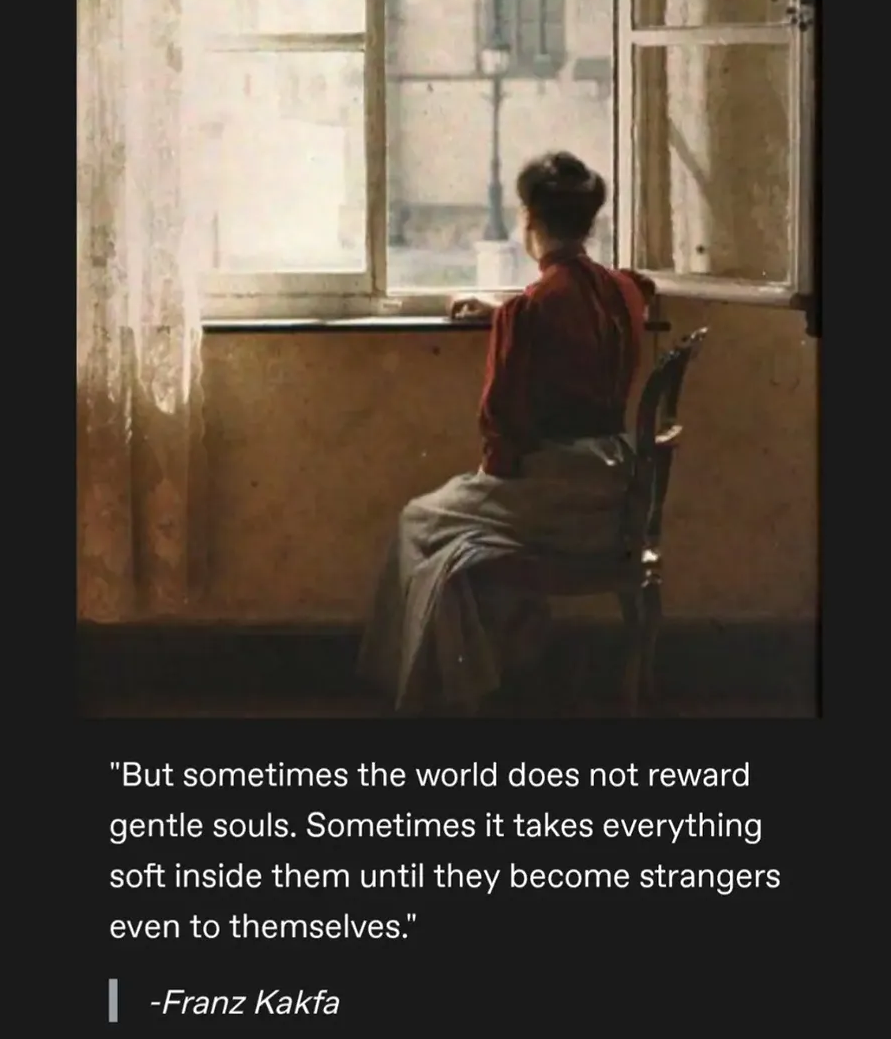 "But sometimes the world does not reward
gentle souls. Sometimes it takes everything
soft inside them until they become strangers
even to themselves."
-Franz Kakfa